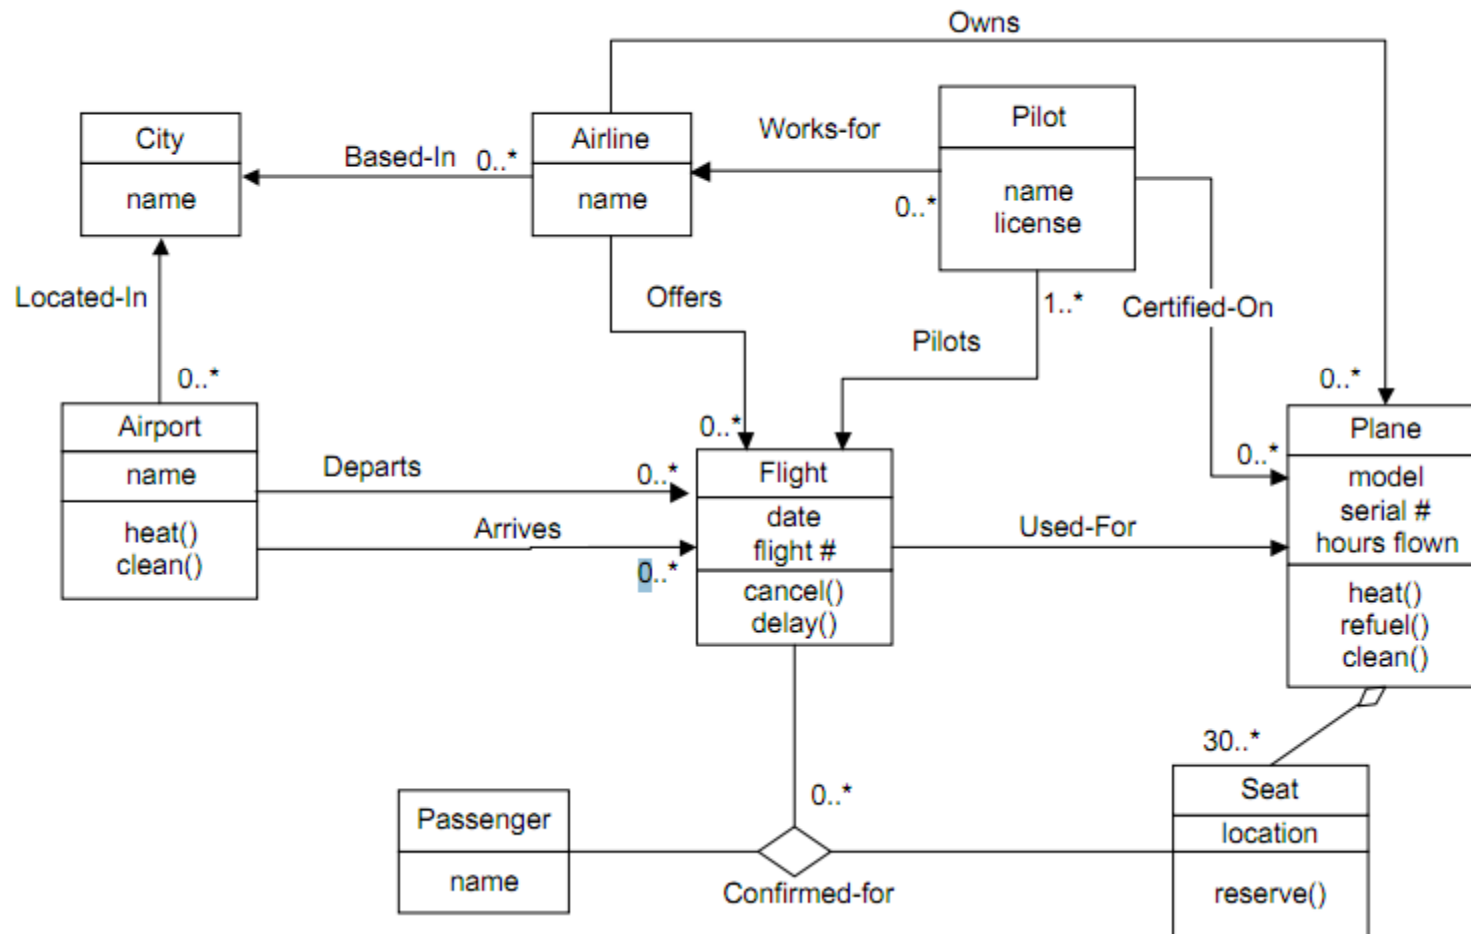 Owns
Pilot
City
Airline
Works-for
Based-In
0..*
name
name
0..*
name
license
Located-In
Offers
1..*
Certified-On
Pilots
0..*
0..*
Airport
0..*
Plane
name
Departs
0..*
Flight
0..*
model
serial #
hours flown
heat()
clean()
Arrives
0..*
date
flight #
Used-For
cancel()
delay()
heat()
refuel()
clean()
30..*
0..*
Seat
Passenger
location
name
Confirmed-for
reserve()